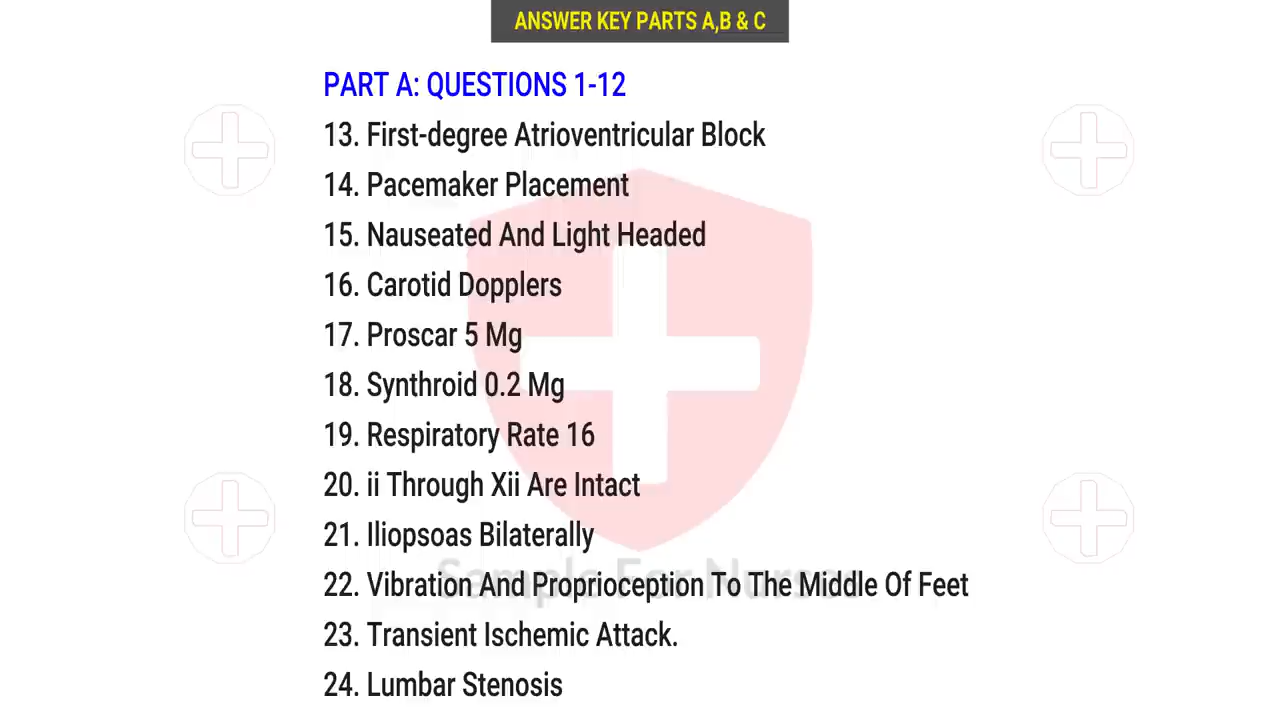 ANSWER KEY PARTS A,B & C
PART A: QUESTIONS 1-12
13. First-degree Atrioventricular Block
14. Pacemaker Placement
15. Nauseated And Light Headed
16. Carotid Dopplers
17. Proscar 5 Mg
18. Synthroid 0.2 Mg
19. Respiratory Rate 16
20. ii Through Xii Are Intact
21. Iliopsoas Bilaterally
Sample For Nurses
22. Vibration And Proprioception To The Middle Of Feet
23. Transient Ischemic Attack.
24. Lumbar Stenosis